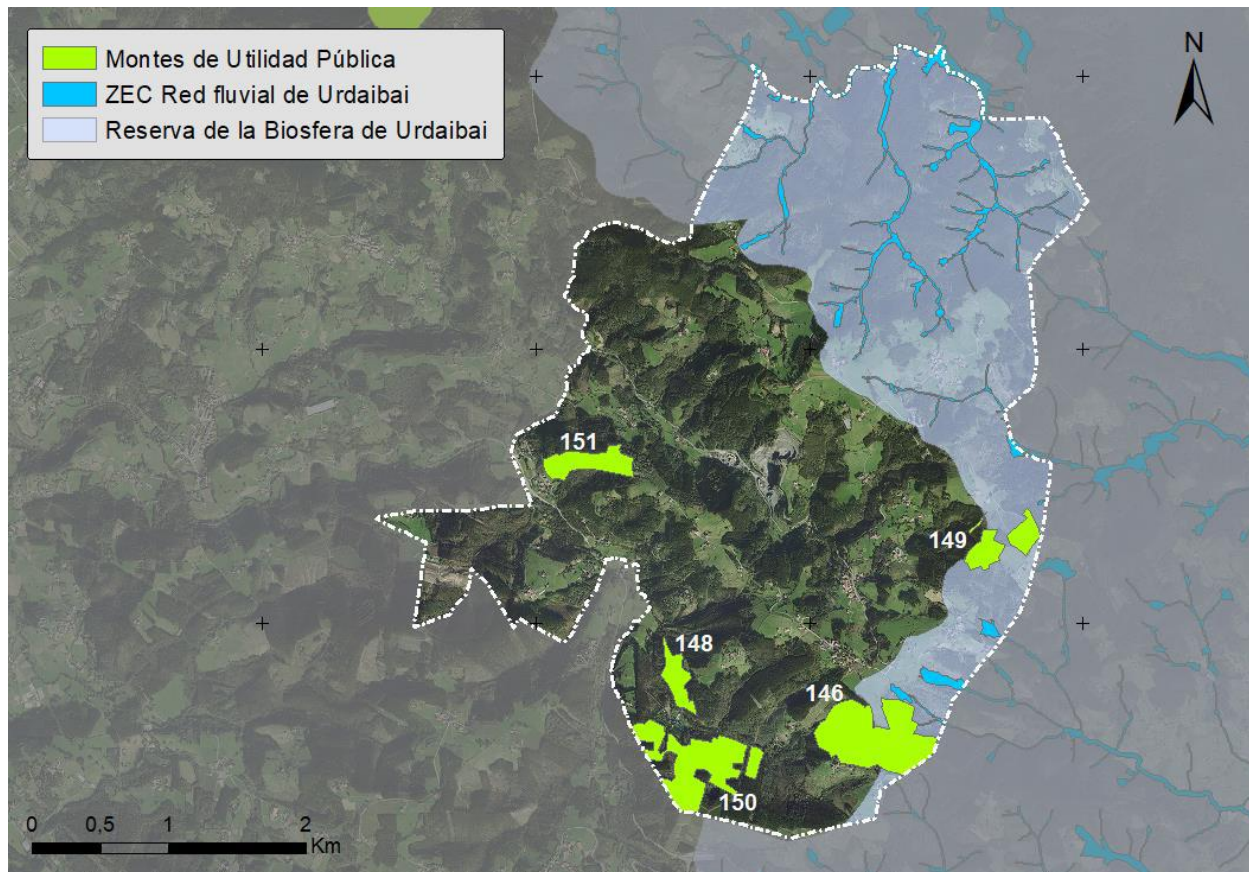 Montes de Utilidad Pública
ZEC Red fluvial de Urdaibai
Reserva de la Biosfera de Urdaibai
N
151
149
148
146
150
0 0,5 1 2
Km